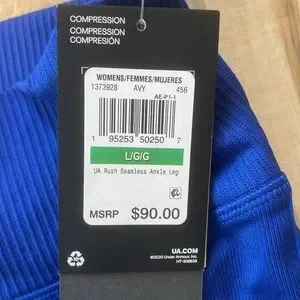 COMPRESSION
COMPRESSION
COMPRESIÓN
WOMENS/FEMMES/MUJERES
1373928 AVY 456
AE-P1-1
1 95253 50250 7
L/G/G
UA Rush Seamless Ankle Leg
MSRP $90.00
UA.COM
©2020 Under Armour, Inc.